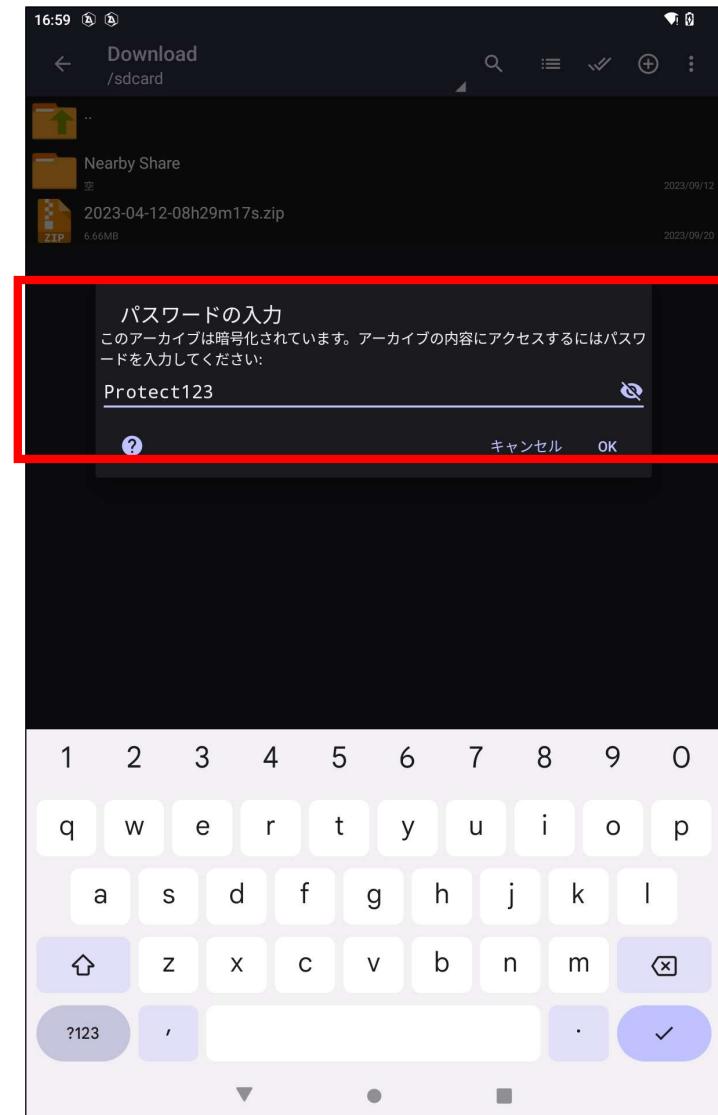 16:59
Download
/sdcard
..
Nearby Share
空 2023/09/12
2023-04-12-08h29m17s.zip
ZIP 6.66MB 2023/09/20
パスワードの入力
このアーカイブは暗号化されています。アーカイブの内容にアクセスするにはパスワ
ードを入力してください:
Protect123
? キャンセル OK
1 2 3 4 5 6 7 8 9 0
q w e r t y u i o p
a s d f g h j k l
z x c v b n m
?123 , .